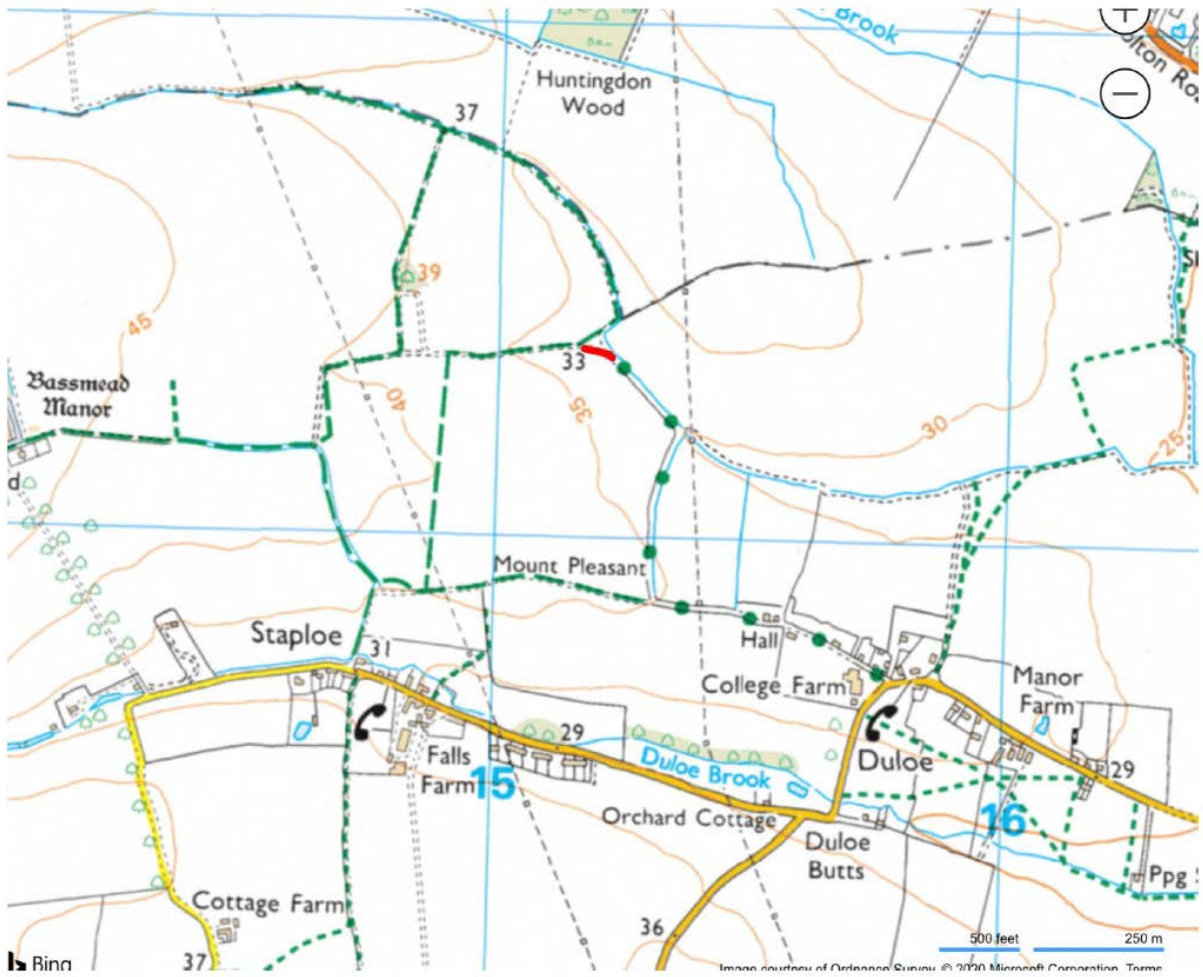 Brook
+
−
Huntingdon
Wood
37
39
45
Bassmead
Manor
33
40
35
30
25
d
Mount Pleasant
Staploe
31
Hall
College Farm
Manor
Farm
Falls
Farm
29
15
Duloe Brook
Duloe
29
16
Orchard Cottage
Duloe
Butts
Cottage Farm
36
Ppg
37
500 feet
250 m
Bing
Image courtesy of Ordnance Survey, © 2020 Microsoft Corporation, Terms